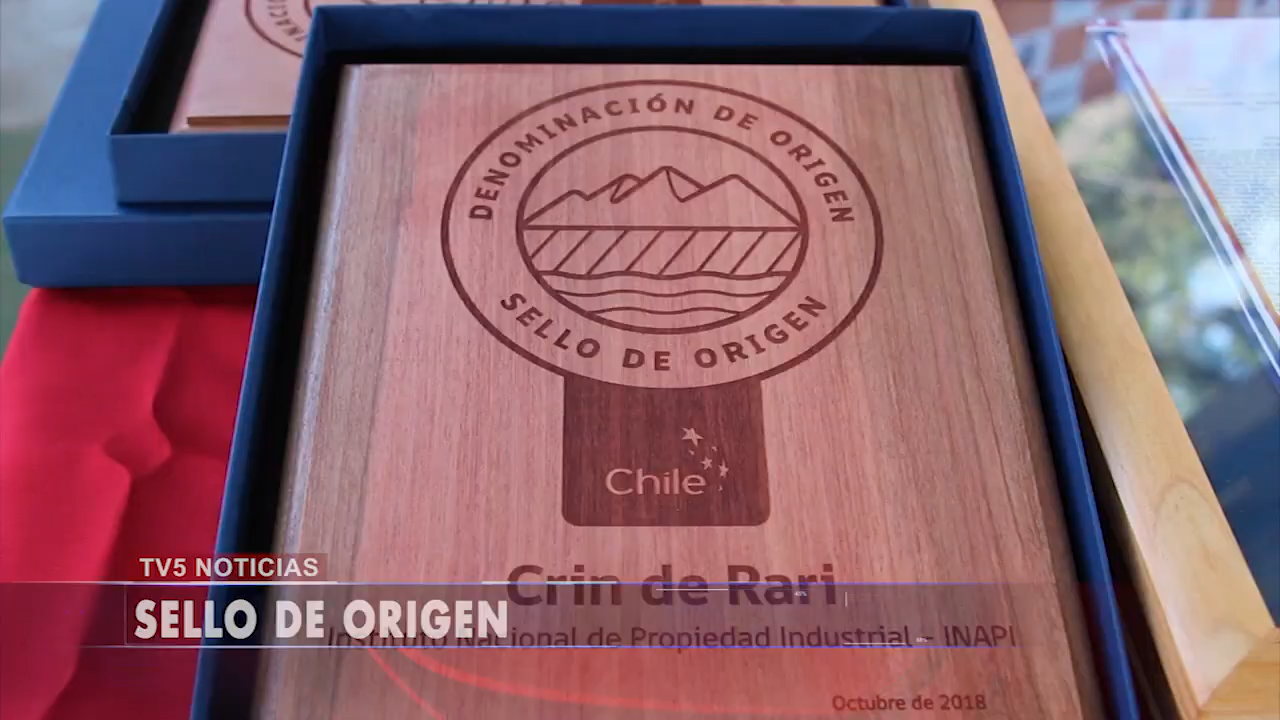 DENOMINACIÓN DE ORIGEN
SELLO DE ORIGEN
Chile
Crin de Rari
Instituto Nacional de Propiedad Industrial - INAPI
Octubre de 2018
TV5 NOTICIAS
SELLO DE ORIGEN